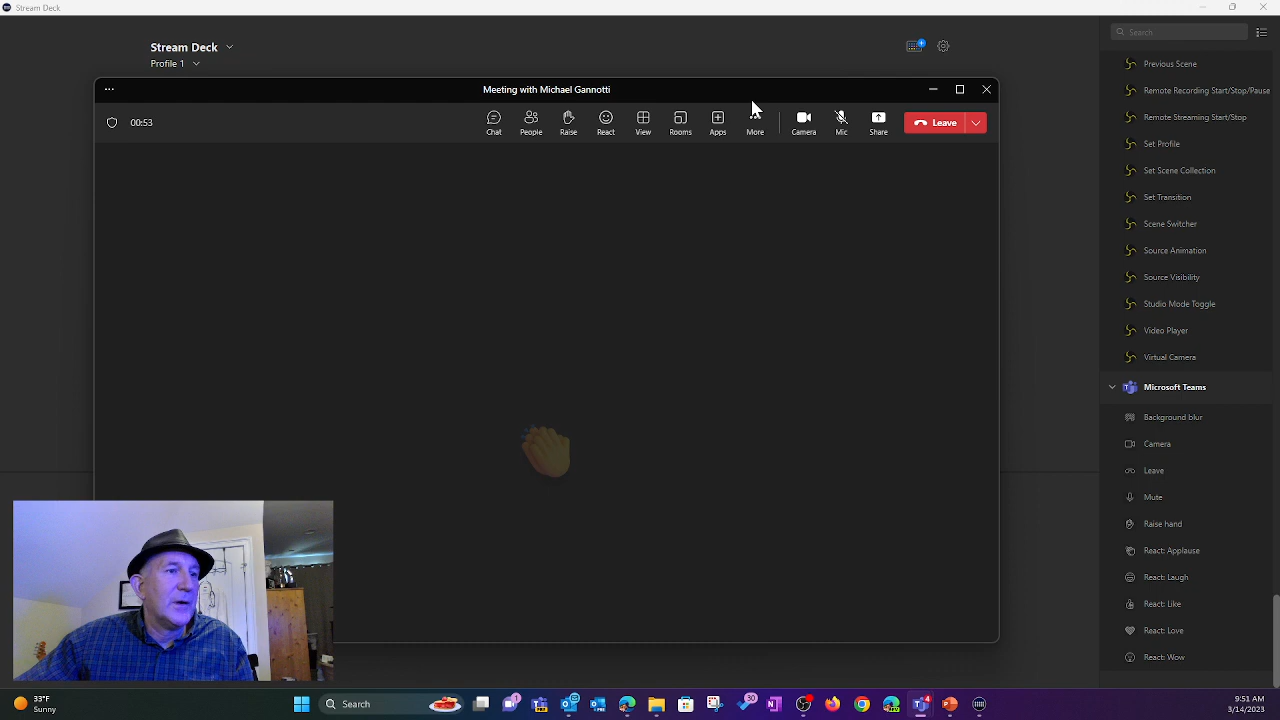 Stream Deck
Stream Deck
Profile 1
Search
Meeting with Michael Gannotti
00:53
Chat
People
Raise
React
View
Rooms
Apps
More
Camera
Mic
Share
Leave
Previous Scene
Remote Recording Start/Stop/Pause
Remote Streaming Start/Stop
Set Profile
Set Scene Collection
Set Transition
Scene Switcher
Source Animation
Source Visibility
Studio Mode Toggle
Video Player
Virtual Camera
Microsoft Teams
Background blur
Camera
Leave
Mute
Raise hand
React: Applause
React: Laugh
React: Like
React: Love
React: Wow
33°F
Sunny
Search
1
30
4
9:51 AM
3/14/2023